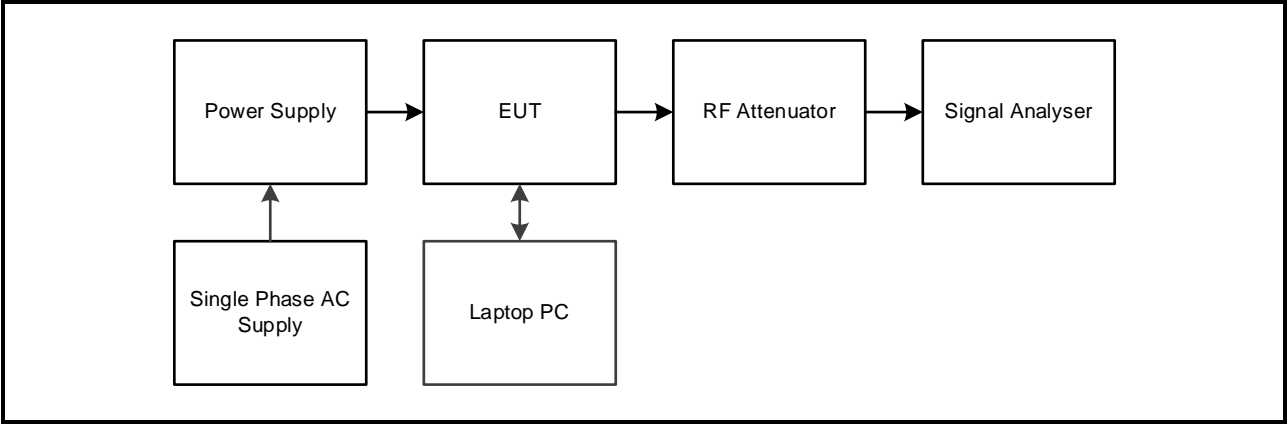 Power Supply
EUT
RF Attenuator
Signal Analyser
Single Phase AC
Supply
Laptop PC